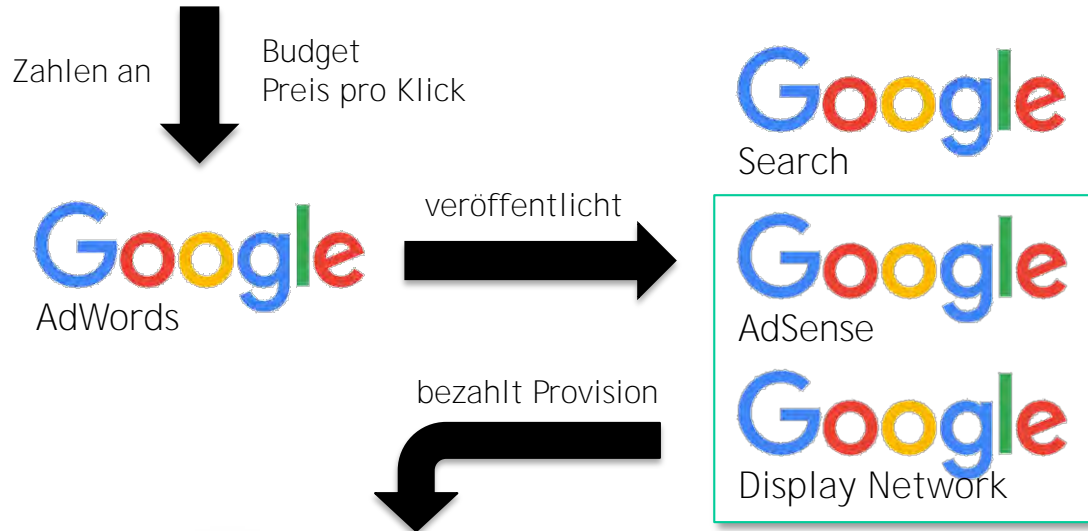 Zahlen an
Budget
Preis pro Klick
Google
Search
Google
AdWords
veröffentlicht
Google
AdSense
bezahlt Provision
Google
Display Network